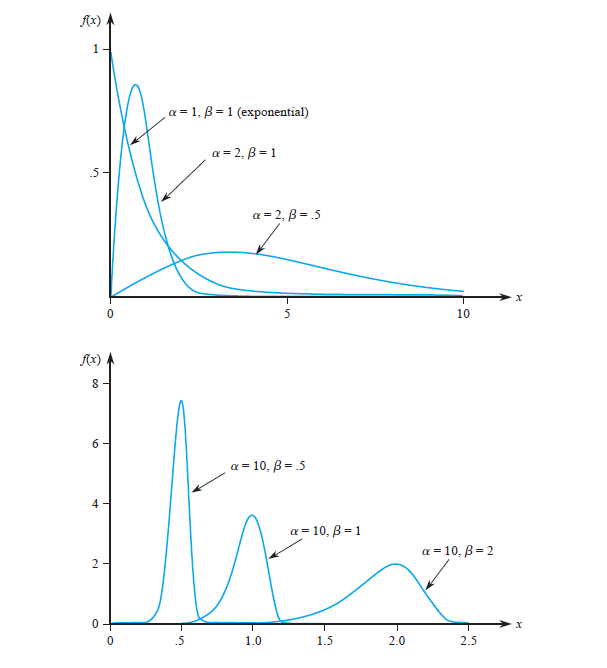 f(x)
1
α = 1, β = 1 (exponential)
α = 2, β = 1
.5
α = 2, β = .5
x
0 5 10
f(x)
8
6
α = 10, β = .5
4
α = 10, β = 1
α = 10, β = 2
2
0
x
0 .5 1.0 1.5 2.0 2.5